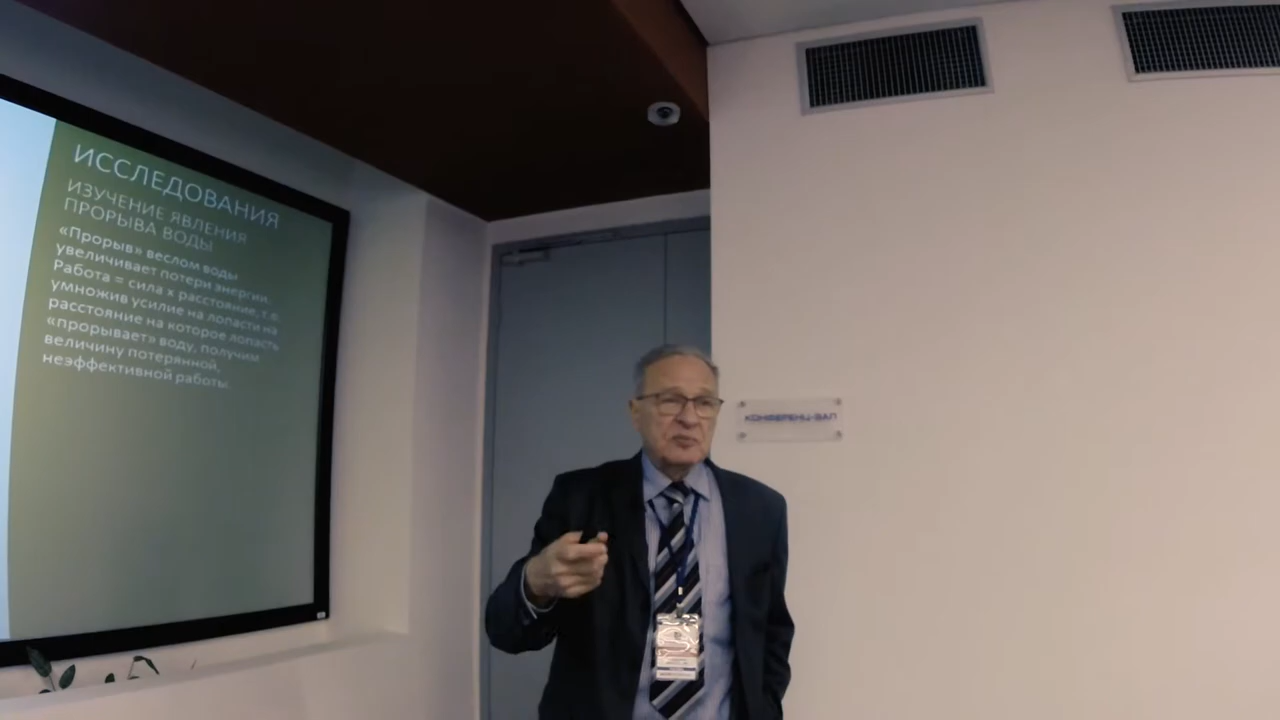 ИССЛЕДОВАНИЯ
ИЗУЧЕНИЕ ЯВЛЕНИЯ
ПРОРЫВА ВОДЫ
«Прорыв» веслом воды
увеличивает потери энергии.
Работа = сила х расстояние, т.е.
умножив усилие на лопасти на
расстояние на которое лопасть
«прорывает» воду, получим
величину потерянной,
неэффективной работы.
КОНФЕРЕНЦ-ЗАЛ